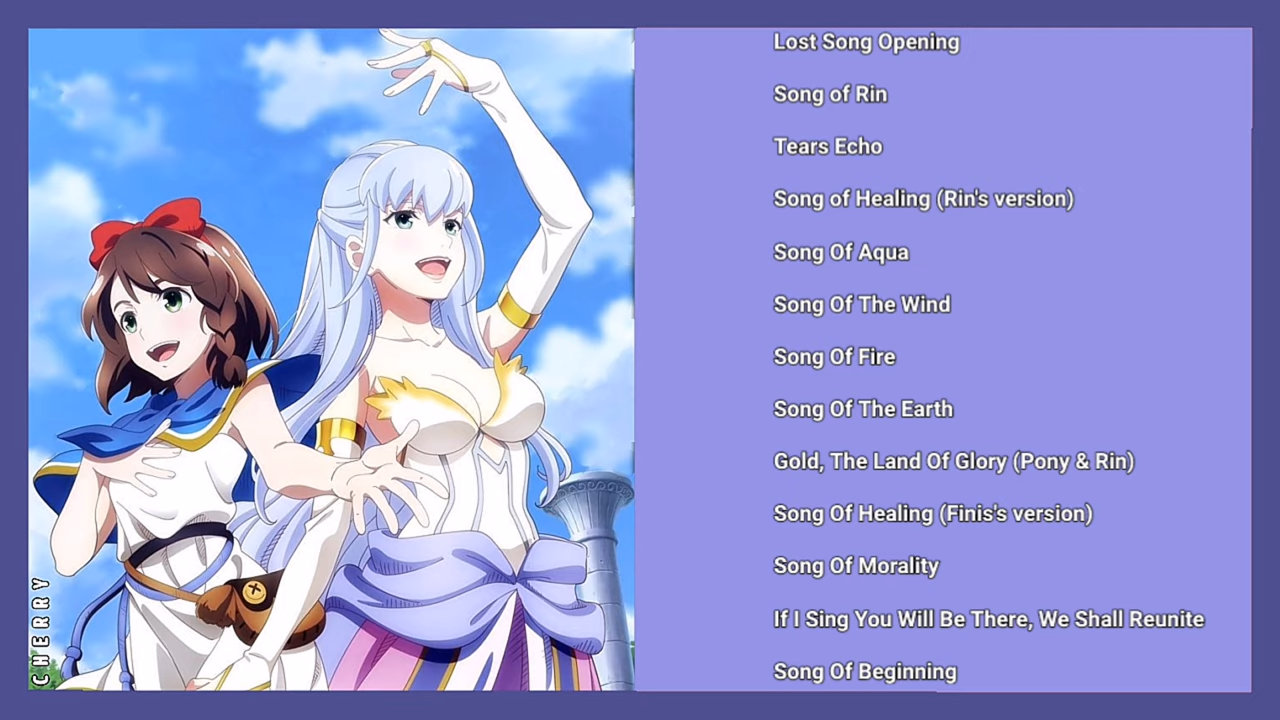 CHERRY
Lost Song Opening
Song of Rin
Tears Echo
Song of Healing (Rin's version)
Song Of Aqua
Song Of The Wind
Song Of Fire
Song Of The Earth
Gold, The Land Of Glory (Pony & Rin)
Song Of Healing (Finis's version)
Song Of Morality
If I Sing You Will Be There, We Shall Reunite
Song Of Beginning